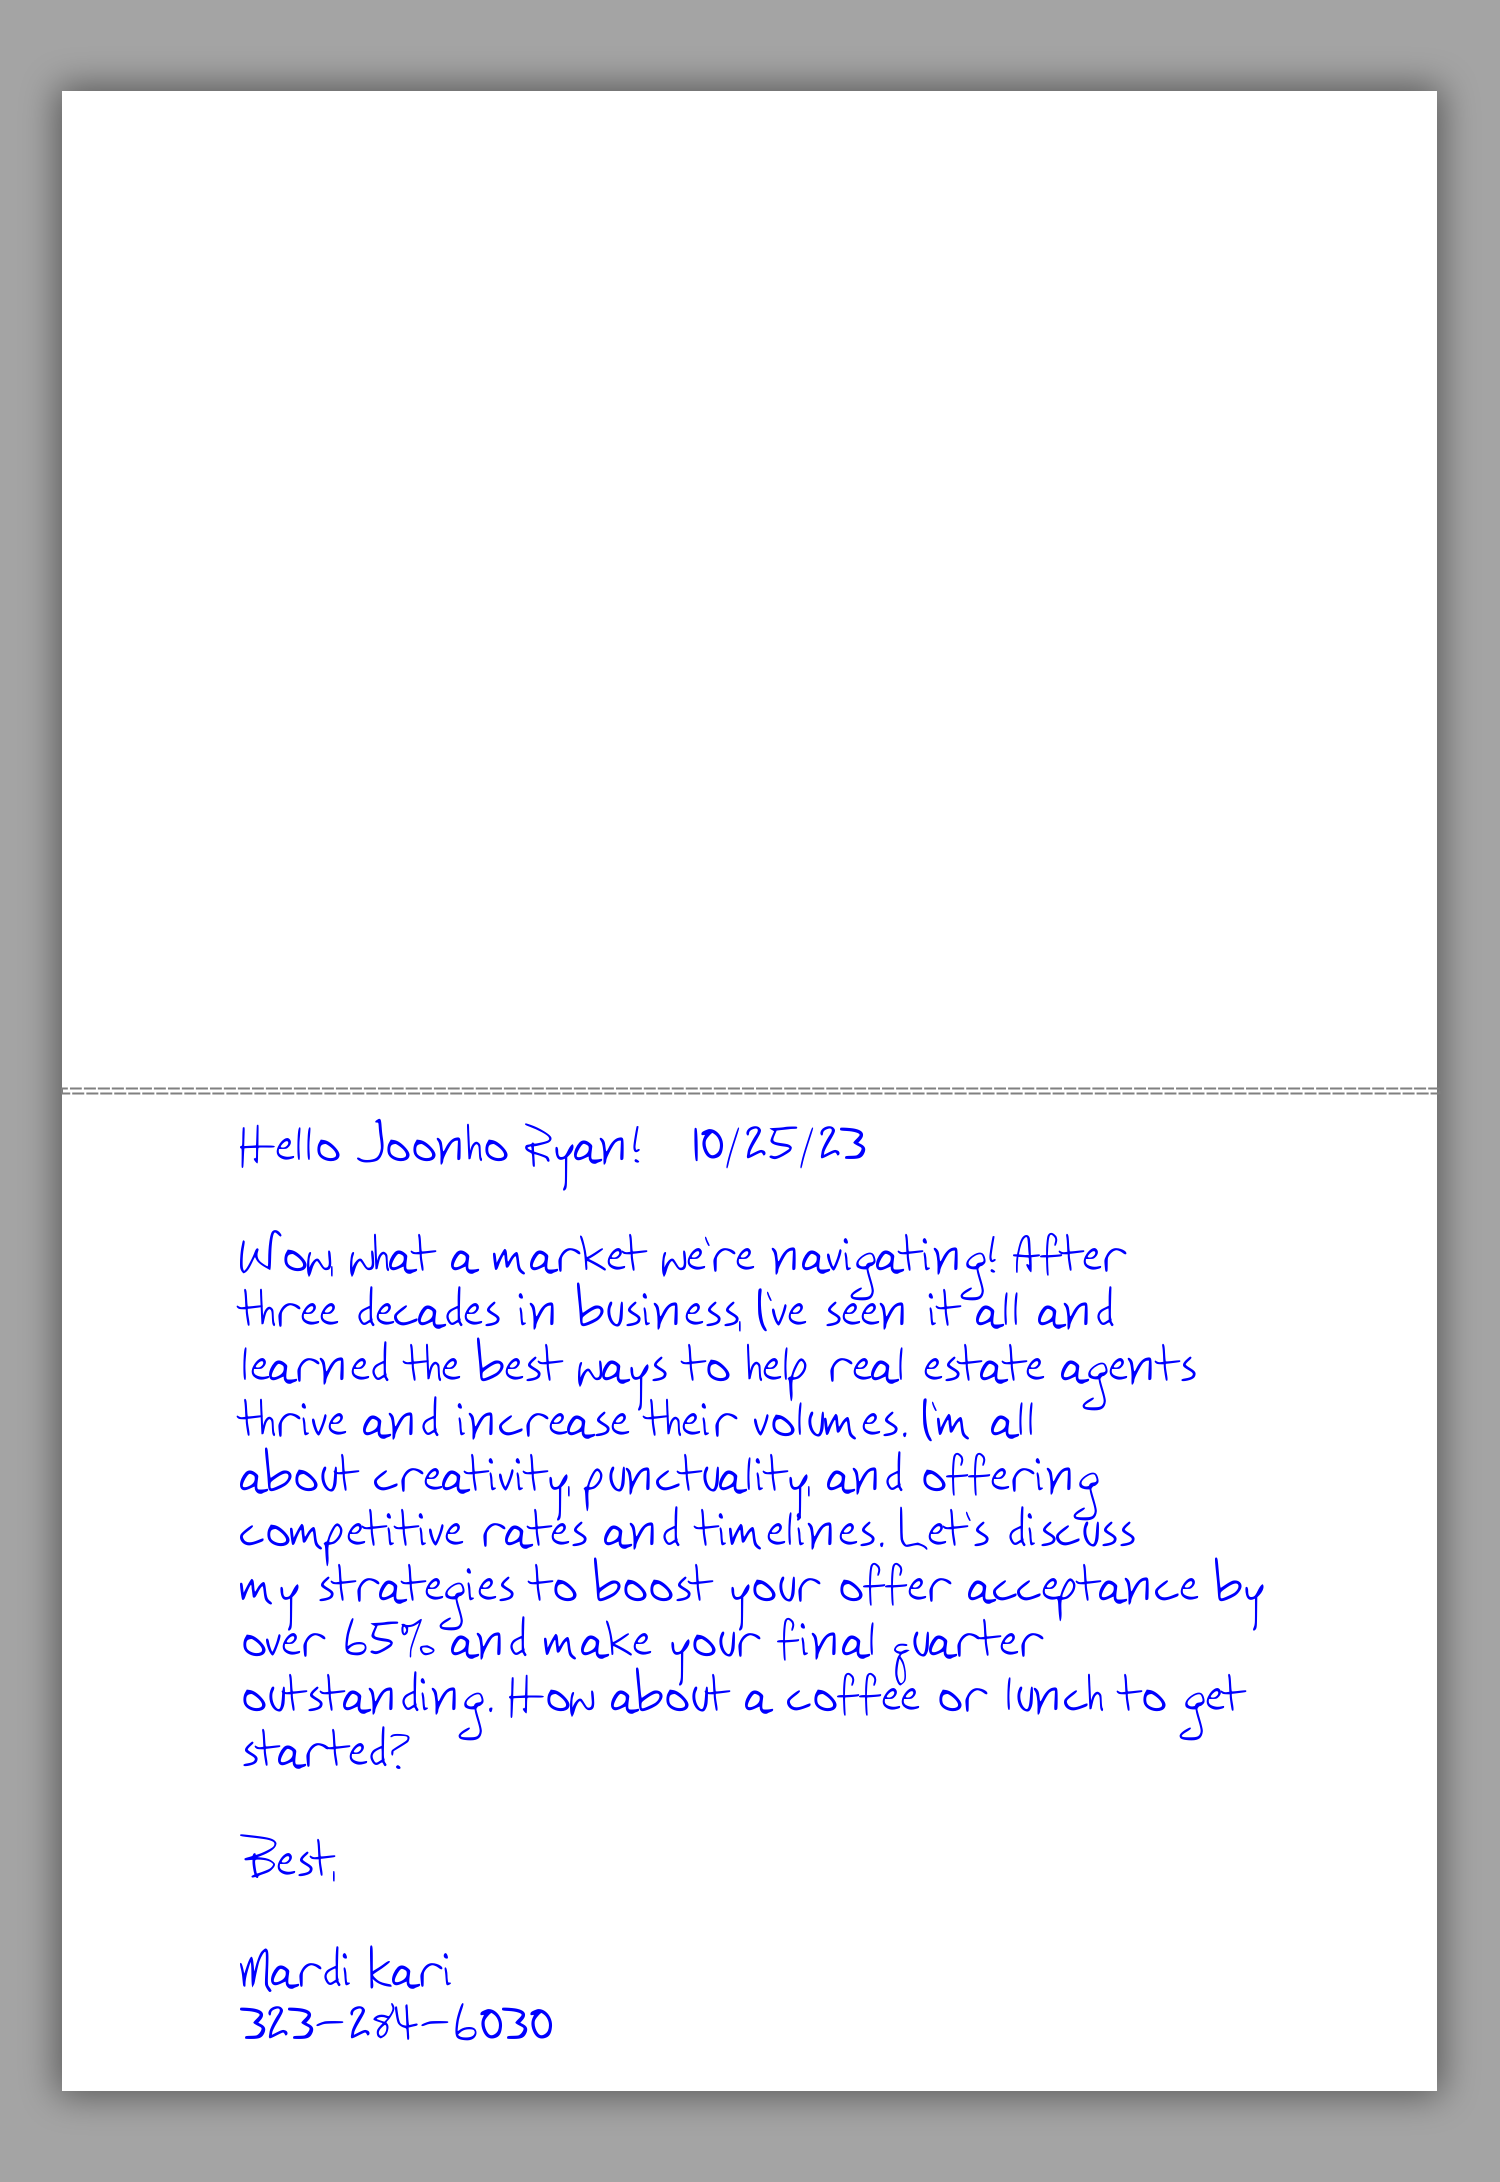 Hello Joonho Ryan! 10/25/23
Wow, what a market we're navigating! After
three decades in business, I've seen it all and
learned the best ways to help real estate agents
thrive and increase their volumes. I'm all
about creativity, punctuality, and offering
competitive rates and timelines. Let's discuss
my strategies to boost your offer acceptance by
over 65% and make your final quarter
outstanding. How about a coffee or lunch to get
started?
Best,
Mardi Kari
323-284-6030